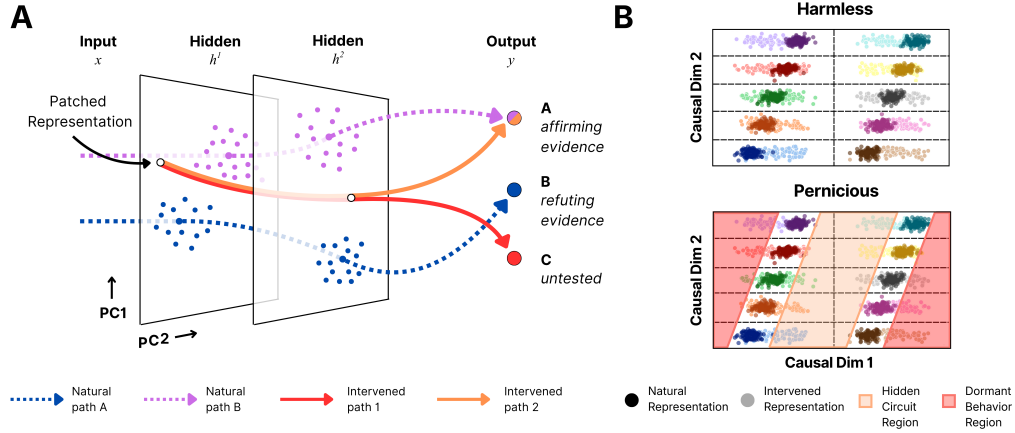 A
Input
x
Hidden
h¹
Hidden
h²
Output
y
Patched
Representation
A
affirming
evidence
B
refuting
evidence
C
untested
PC1
PC2
Natural
path A
Natural
path B
Intervened
path 1
Intervened
path 2
B
Harmless
Causal Dim 2
Pernicious
Causal Dim 2
Causal Dim 1
Natural
Representation
Intervened
Representation
Hidden
Circuit
Region
Dormant
Behavior
Region